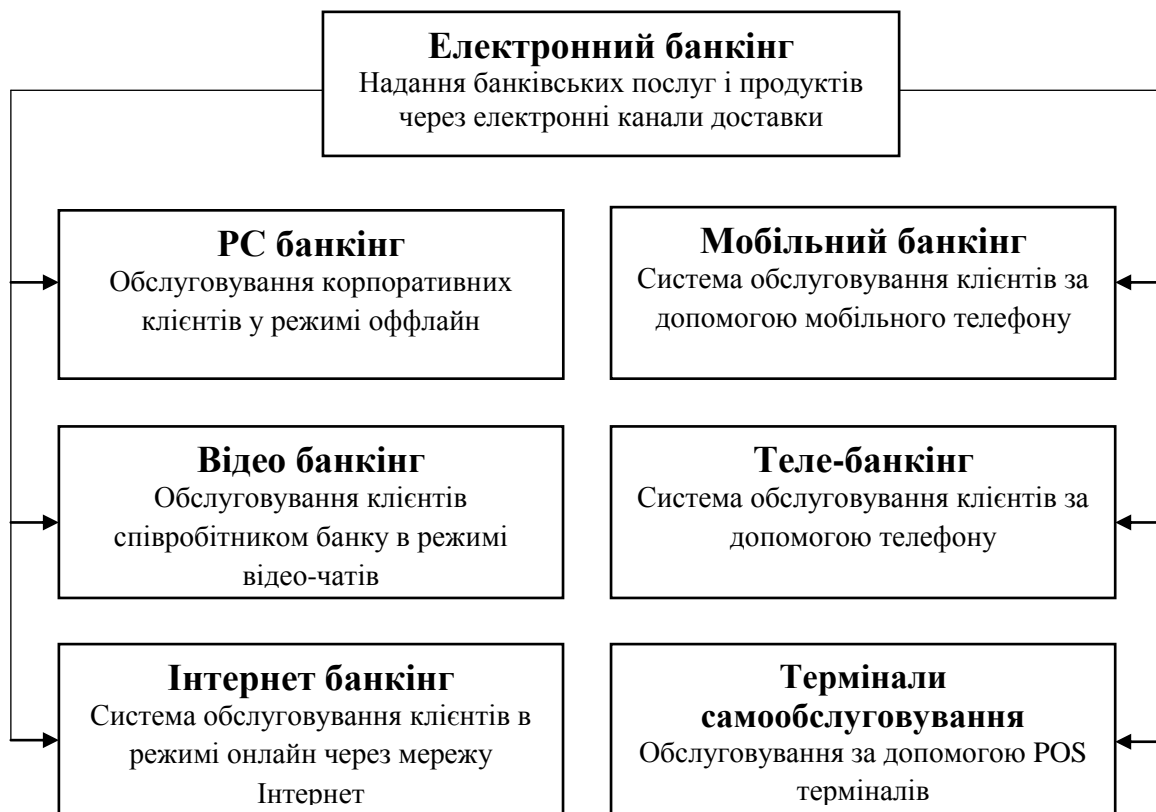 Електронний банкінг
Надання банківських послуг і продуктів
через електронні канали доставки
РС банкінг
Обслуговування корпоративних
клієнтів у режимі оффлайн
Мобільний банкінг
Система обслуговування клієнтів за
допомогою мобільного телефону
Відео банкінг
Обслуговування клієнтів
співробітником банку в режимі
відео-чатів
Теле-банкінг
Система обслуговування клієнтів за
допомогою телефону
Інтернет банкінг
Система обслуговування клієнтів в
режимі онлайн через мережу
Інтернет
Термінали
самообслуговування
Обслуговування за допомогою POS
терміналів